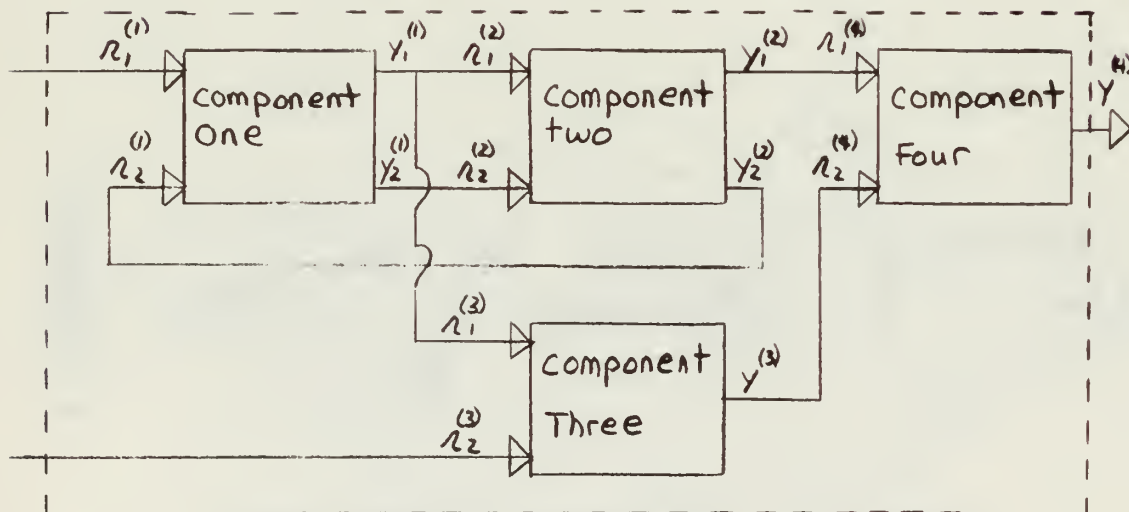 r₁⁽¹⁾
Component
One
r₂⁽¹⁾
y₁⁽¹⁾
y₂⁽¹⁾
r₁⁽²⁾
r₂⁽²⁾
Component
two
y₁⁽²⁾
y₂⁽²⁾
r₁⁽⁴⁾
r₂⁽⁴⁾
Component
Four
y⁽⁴⁾
r₁⁽³⁾
r₂⁽³⁾
Component
Three
y⁽³⁾